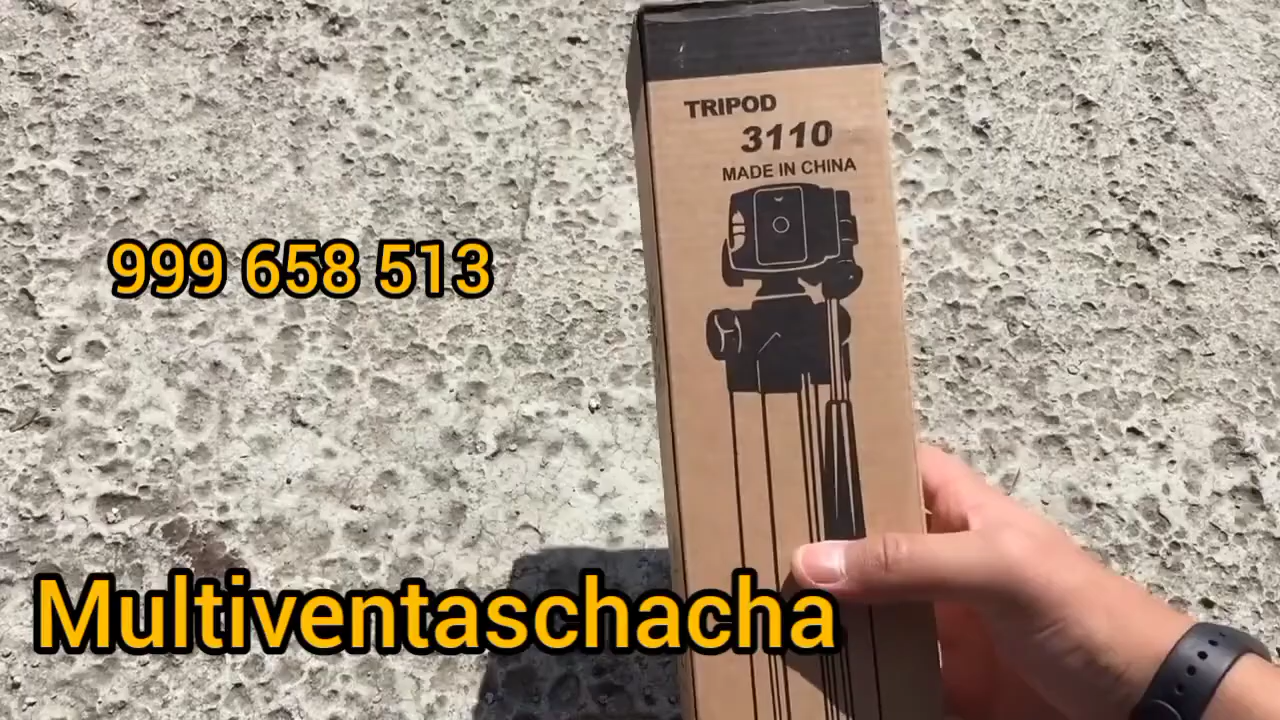 TRIPOD
3110
MADE IN CHINA
999 658 513
Multiventaschacha